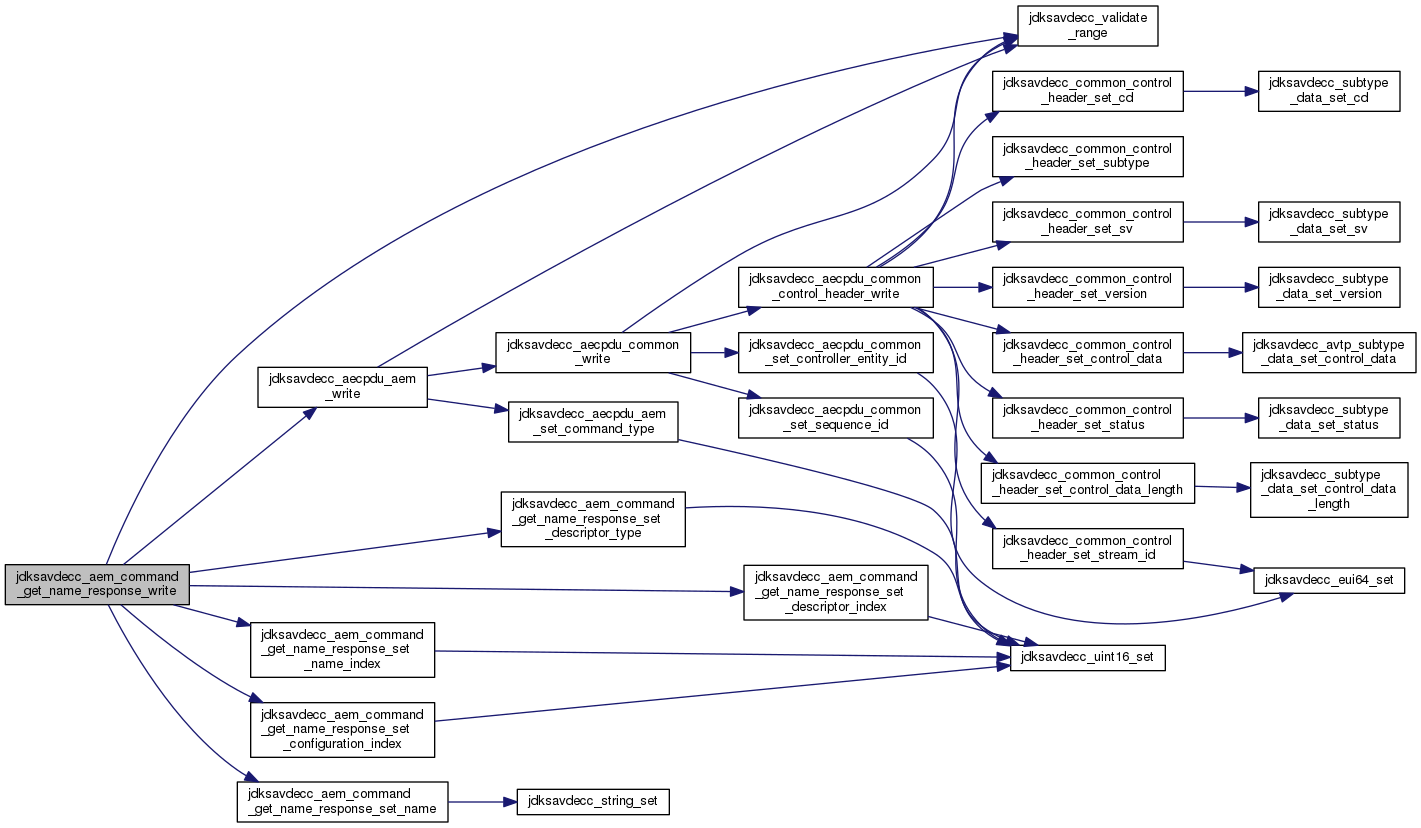 jdksavdecc_validate
_range
jdksavdecc_common_control
_header_set_cd
jdksavdecc_subtype
_data_set_cd
jdksavdecc_common_control
_header_set_subtype
jdksavdecc_common_control
_header_set_sv
jdksavdecc_subtype
_data_set_sv
jdksavdecc_aecpdu_common
_control_header_write
jdksavdecc_common_control
_header_set_version
jdksavdecc_subtype
_data_set_version
jdksavdecc_aecpdu_common
_write
jdksavdecc_aecpdu_common
_set_controller_entity_id
jdksavdecc_common_control
_header_set_control_data
jdksavdecc_avtp_subtype
_data_set_control_data
jdksavdecc_aecpdu_aem
_write
jdksavdecc_aecpdu_aem
_set_command_type
jdksavdecc_aecpdu_common
_set_sequence_id
jdksavdecc_common_control
_header_set_status
jdksavdecc_subtype
_data_set_status
jdksavdecc_common_control
_header_set_control_data_length
jdksavdecc_subtype
_data_set_control_data
_length
jdksavdecc_aem_command
_get_name_response_set
_descriptor_type
jdksavdecc_common_control
_header_set_stream_id
jdksavdecc_eui64_set
jdksavdecc_aem_command
_get_name_response_write
jdksavdecc_aem_command
_get_name_response_set
_descriptor_index
jdksavdecc_aem_command
_get_name_response_set
_name_index
jdksavdecc_uint16_set
jdksavdecc_aem_command
_get_name_response_set
_configuration_index
jdksavdecc_aem_command
_get_name_response_set_name
jdksavdecc_string_set